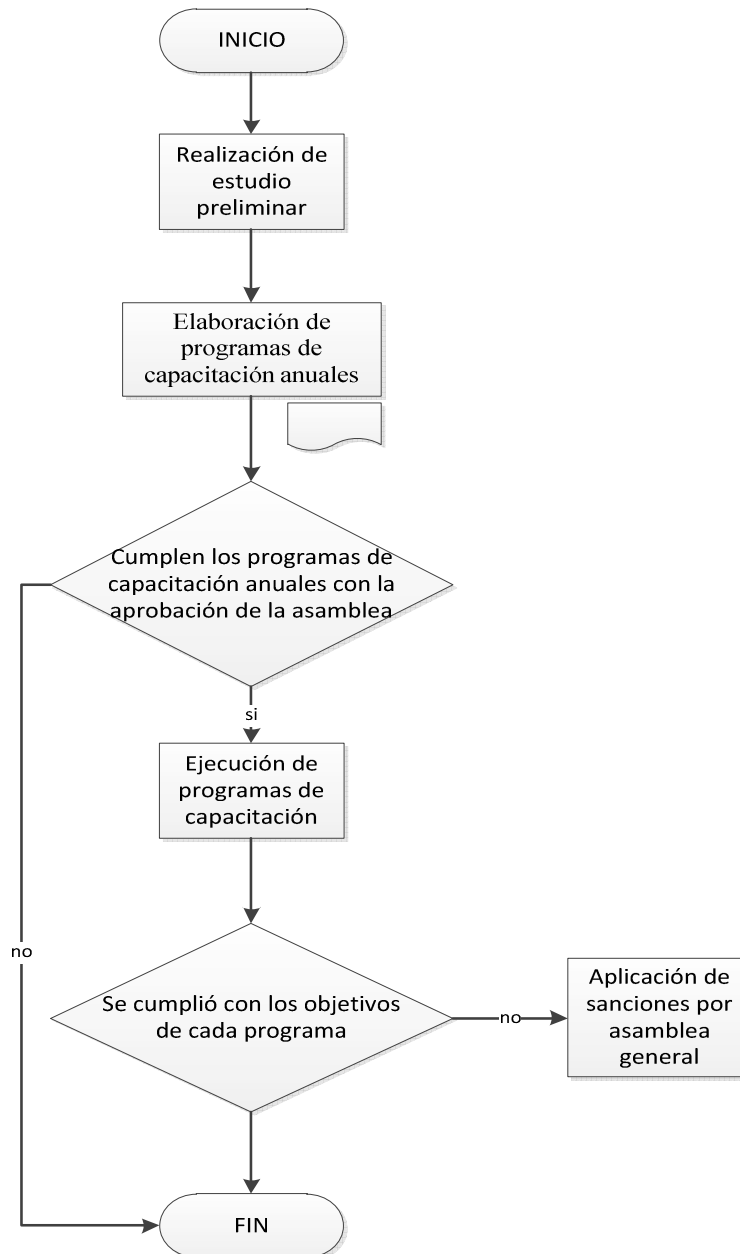 INICIO
Realización de
estudio
preliminar
Elaboración de
programas de
capacitación anuales
Cumplen los programas de
capacitación anuales con la
aprobación de la asamblea
si
Ejecución de
programas de
capacitación
no
Se cumplió con los objetivos
de cada programa
no
Aplicación de
sanciones por
asamblea
general
FIN